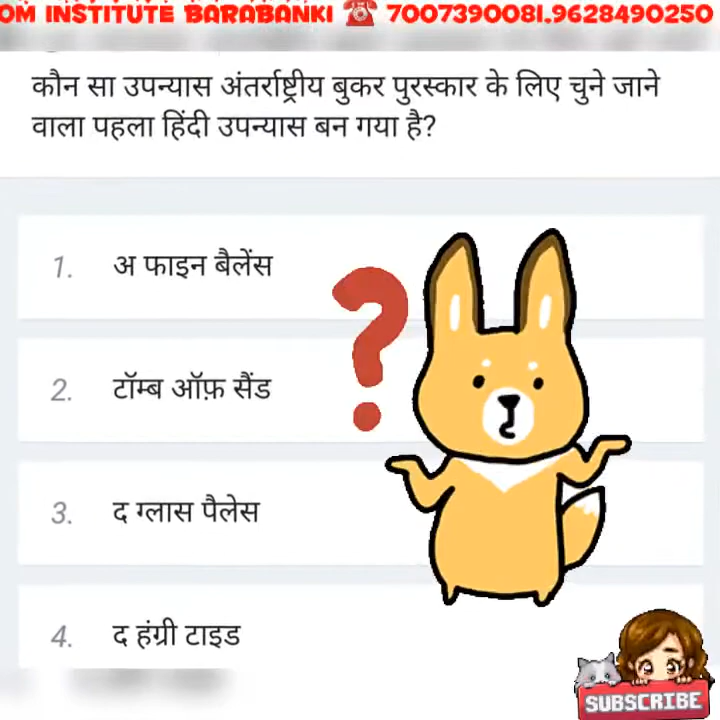 OM INSTITUTE BARABANKI ☎ 7007390081.9628490250
कौन सा उपन्यास अंतर्राष्ट्रीय बुकर पुरस्कार के लिए चुने जाने
वाला पहला हिंदी उपन्यास बन गया है?
1. अ फाइन बैलेंस
2. टॉम्ब ऑफ़ सैंड
?
3. द ग्लास पैलेस
4. द हंग्री टाइड
SUBSCRIBE